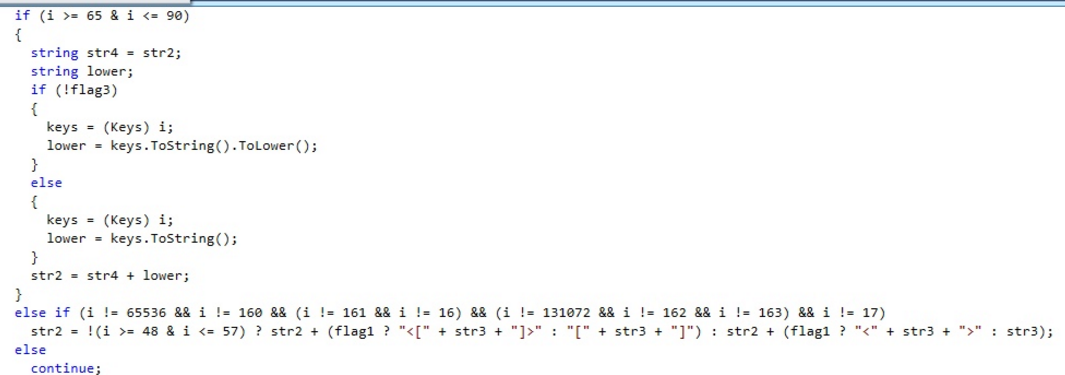 if (i >= 65 & i <= 90)
{
string str4 = str2;
string lower;
if (!flag3)
{
keys = (Keys) i;
lower = keys.ToString().ToLower();
}
else
{
keys = (Keys) i;
lower = keys.ToString();
}
str2 = str4 + lower;
}
else if (i != 65536 && i != 160 && (i != 161 && i != 16) && (i != 131072 && i != 162 && i != 163) && i != 17)
str2 = !(i >= 48 & i <= 57) ? str2 + (flag1 ? "<[" + str3 + "]>" : "[" + str3 + "]") : str2 + (flag1 ? "<" + str3 + ">" : str3);
else
continue;